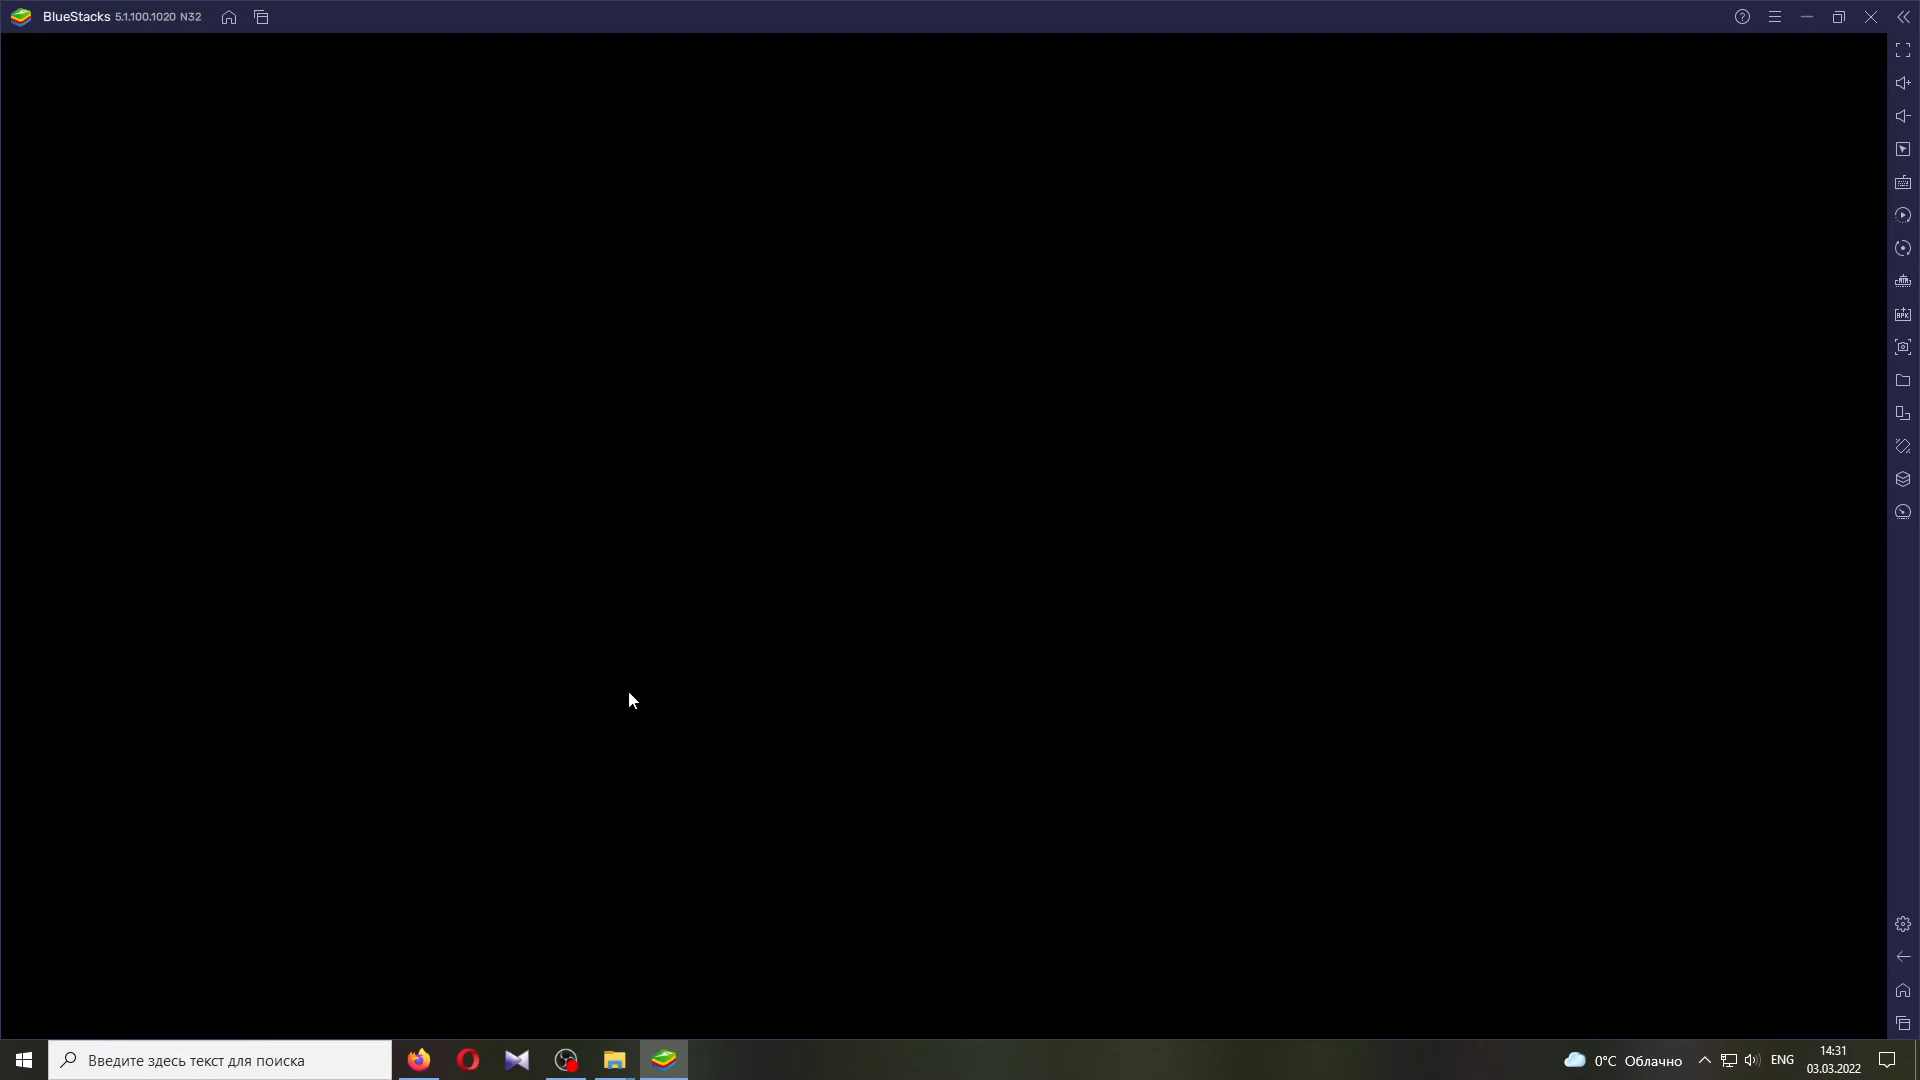 BlueStacks 5.1.100.1020 N32
Введите здесь текст для поиска
0°C Облачно
ENG
14:31
03.03.2022